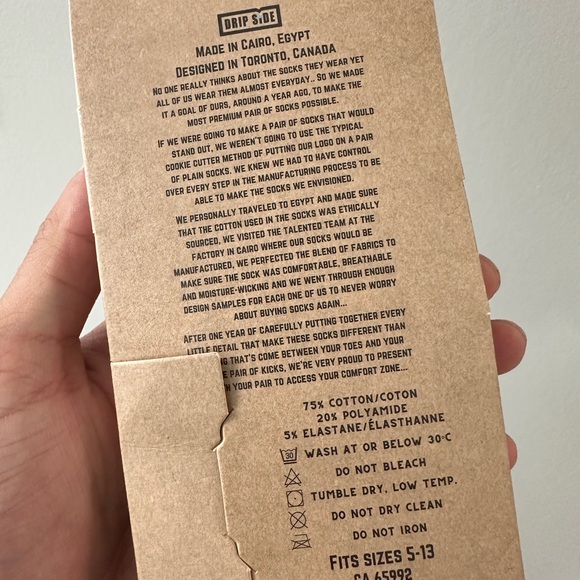 DRIP SIDE
MADE IN CAIRO, EGYPT
DESIGNED IN TORONTO, CANADA
NO ONE REALLY THINKS ABOUT THE SOCKS THEY WEAR YET
ALL OF US WEAR THEM ALMOST EVERYDAY.. SO WE MADE
IT A GOAL OF OURS, AROUND A YEAR AGO, TO MAKE THE
MOST PREMIUM PAIR OF SOCKS POSSIBLE.
IF WE WERE GOING TO MAKE A PAIR OF SOCKS THAT WOULD
STAND OUT, WE WEREN'T GOING TO USE THE TYPICAL
COOKIE CUTTER METHOD OF PUTTING OUR LOGO ON A PAIR
OF PLAIN SOCKS. WE KNEW WE HAD TO HAVE CONTROL
OVER EVERY STEP IN THE MANUFACTURING PROCESS TO BE
ABLE TO MAKE THE SOCKS WE ENVISIONED.
WE PERSONALLY TRAVELED TO EGYPT AND MADE SURE
THAT THE COTTON USED IN THE SOCKS WAS ETHICALLY
SOURCED, WE VISITED THE TALENTED TEAM AT THE
FACTORY IN CAIRO WHERE OUR SOCKS WOULD BE
MANUFACTURED, WE PERFECTED THE BLEND OF FABRICS TO
MAKE SURE THE SOCK WAS COMFORTABLE, BREATHABLE
AND MOISTURE-WICKING AND WE WENT THROUGH ENOUGH
DESIGN SAMPLES FOR EACH ONE OF US TO NEVER WORRY
ABOUT BUYING SOCKS AGAIN...
AFTER ONE YEAR OF CAREFULLY PUTTING TOGETHER EVERY
LITTLE DETAIL THAT MAKE THESE SOCKS DIFFERENT THAN
THAT'S COME BETWEEN YOUR TOES AND YOUR
PAIR OF KICKS, WE'RE VERY PROUD TO PRESENT
YOUR PAIR TO ACCESS YOUR COMFORT ZONE...
75% COTTON/COTON
20% POLYAMIDE
5% ELASTANE/ÉLASTHANNE
30 WASH AT OR BELOW 30°C
DO NOT BLEACH
TUMBLE DRY, LOW TEMP.
DO NOT DRY CLEAN
DO NOT IRON
FITS SIZES 5-13
CA 65992